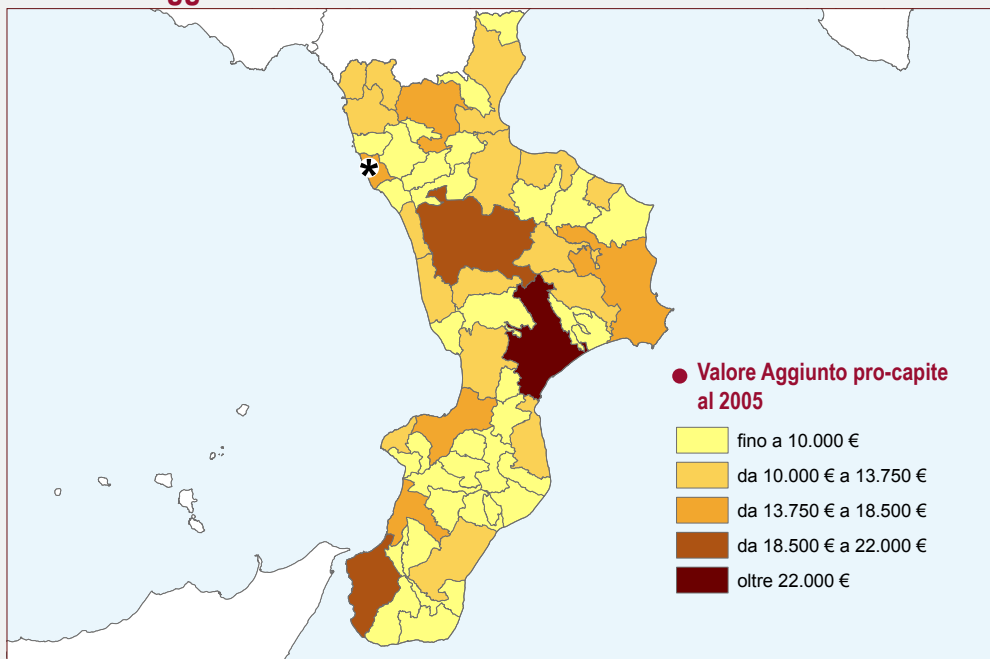 Valore Aggiunto pro-capite
al 2005
fino a 10.000 €
da 10.000 € a 13.750 €
da 13.750 € a 18.500 €
da 18.500 € a 22.000 €
oltre 22.000 €
*